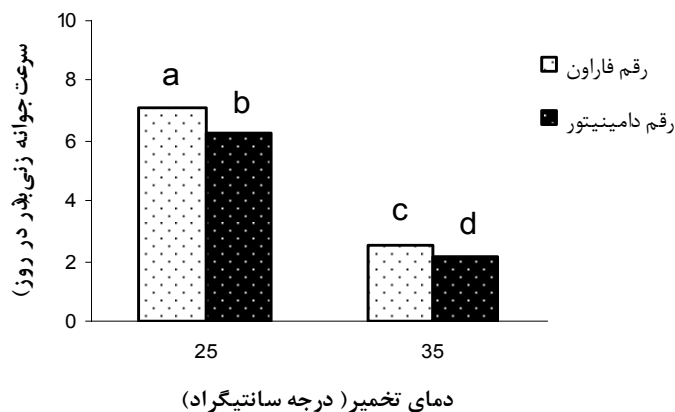 سرعت جوانه زنی (بذر در روز)
10
8
6
4
2
0
a
b
c
d
25
35
دمای تخمیر( درجه سانتیگراد)
رقم فاراون
رقم دامینیتور